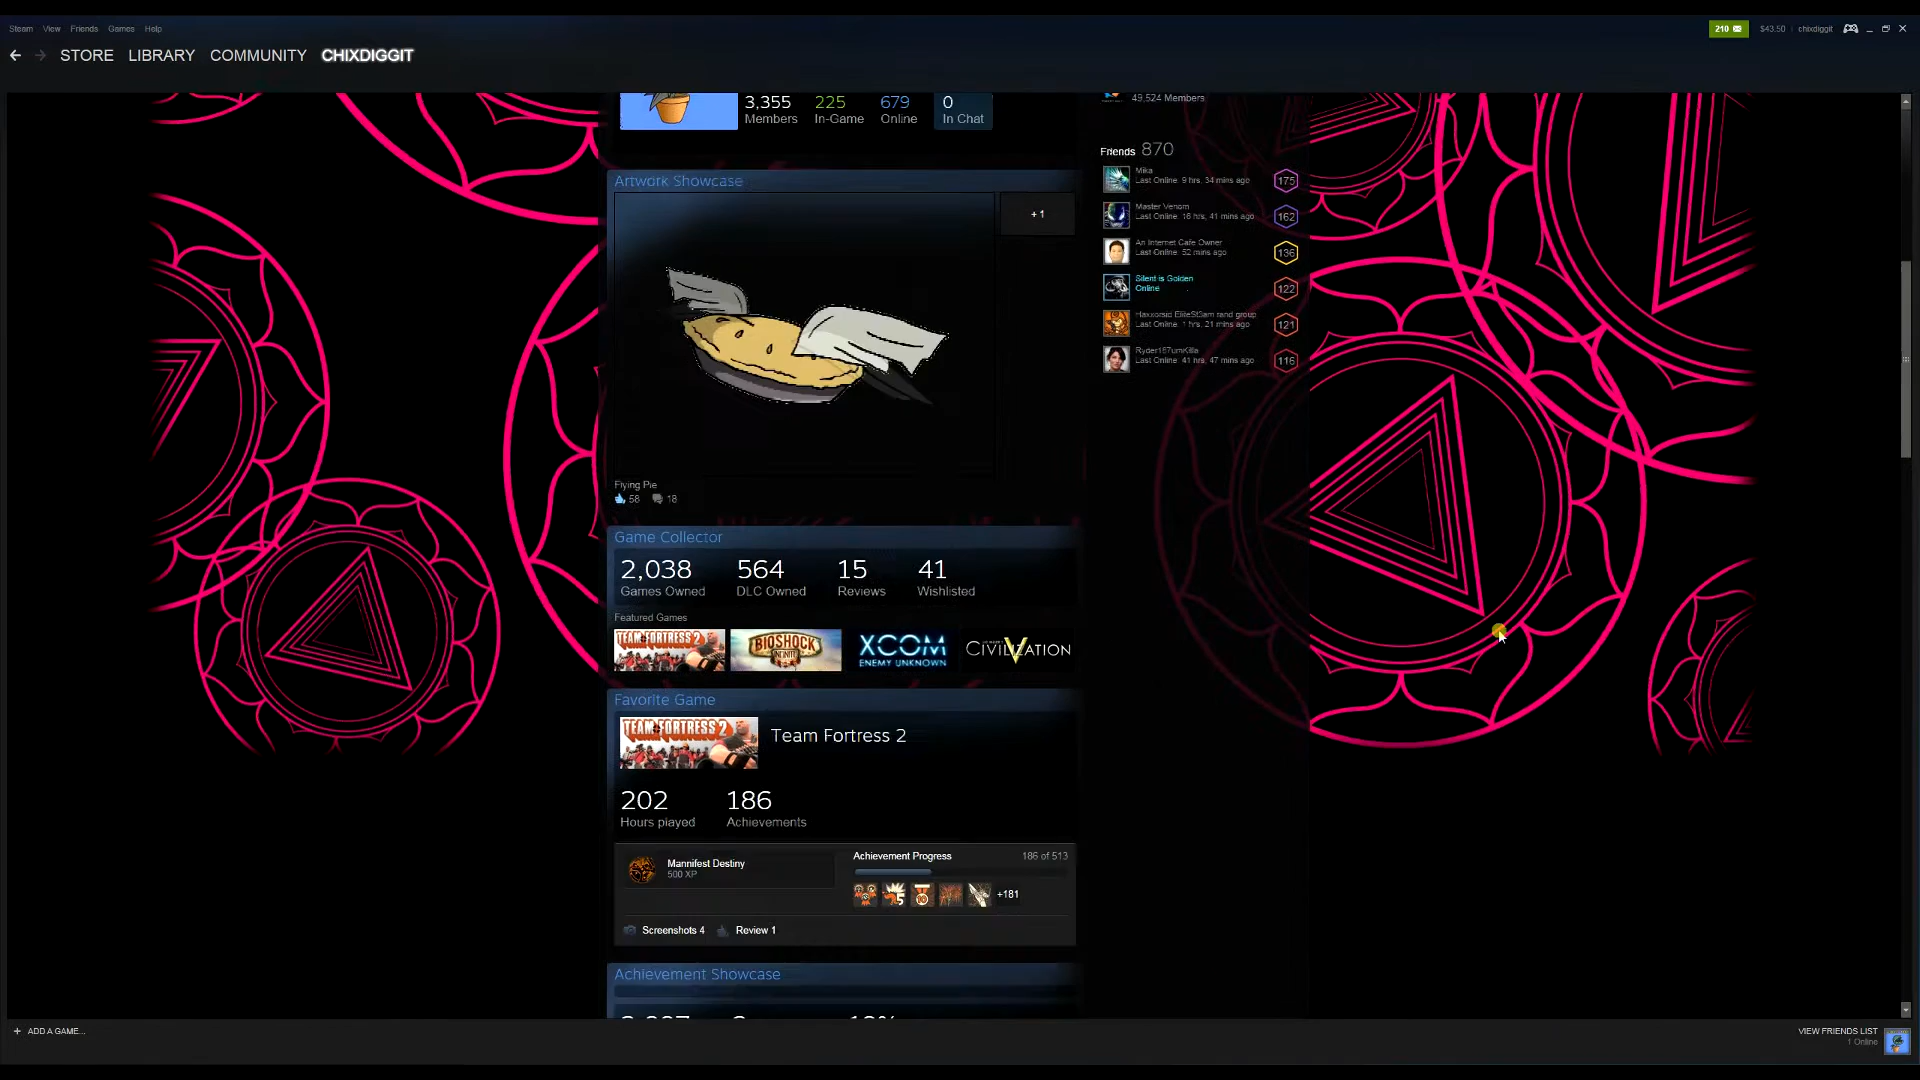 Steam View Friends Games Help
210
$43.50
chixdiggit
STORE LIBRARY COMMUNITY CHIXDIGGIT
3,355 225 679 0
Members In-Game Online In Chat
49,524 Members
Friends 870
Mika
Last Online: 9 hrs, 34 mins ago
175
Master Venom
Last Online: 16 hrs, 41 mins ago
162
An Internet Cafe Owner
Last Online: 52 mins ago
136
Silent is Golden
Online
122
Last Online: 1 hrs, 21 mins ago
121
Ryder187umKilla
Last Online: 41 hrs, 47 mins ago
116
Artwork Showcase
+1
Flying Pie
58 18
Game Collector
2,038 564 15 41
Games Owned DLC Owned Reviews Wishlisted
Featured Games
TEAM FORTRESS 2
BIOSHOCK INFINITE
XCOM
ENEMY UNKNOWN
CIVILIZATION V
Favorite Game
TEAM FORTRESS 2
Team Fortress 2
202 186
Hours played Achievements
Mannifest Destiny
500 XP
Achievement Progress 186 of 513
+181
Screenshots 4 Review 1
Achievement Showcase
+ ADD A GAME...
VIEW FRIENDS LIST
1 Online